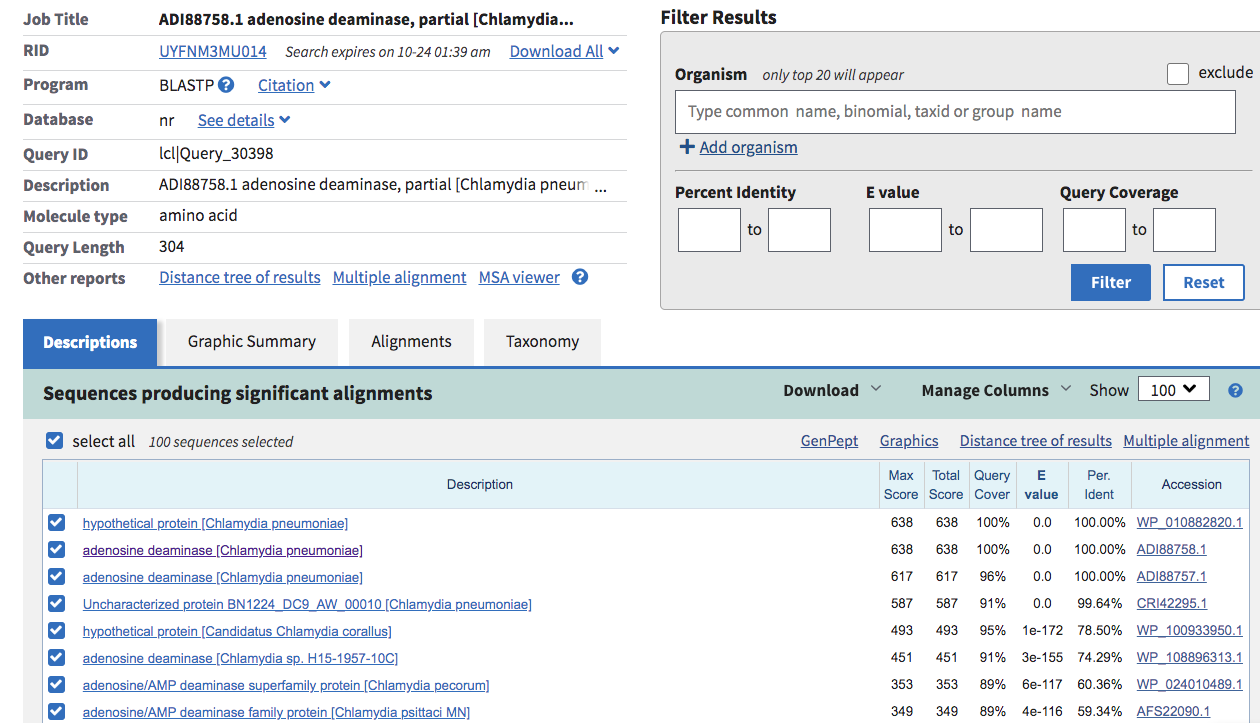 Job Title ADI88758.1 adenosine deaminase, partial [Chlamydia...
RID UYFNM3MU014 Search expires on 10-24 01:39 am Download All
Program BLASTP ? Citation
Database nr See details
Query ID lcl|Query_30398
Description ADI88758.1 adenosine deaminase, partial [Chlamydia pneum ...
Molecule type amino acid
Query Length 304
Other reports Distance tree of results Multiple alignment MSA viewer ?
Filter Results
Organism only top 20 will appear exclude
Type common name, binomial, taxid or group name
+ Add organism
Percent Identity E value Query Coverage
to to to
Filter Reset
Descriptions Graphic Summary Alignments Taxonomy
Sequences producing significant alignments Download Manage Columns Show 100 ?
select all 100 sequences selected GenPept Graphics Distance tree of results Multiple alignment
Description Max Score Total Score Query Cover E value Per. Ident Accession
hypothetical protein [Chlamydia pneumoniae] 638 638 100% 0.0 100.00% WP_010882820.1
adenosine deaminase [Chlamydia pneumoniae] 638 638 100% 0.0 100.00% ADI88758.1
adenosine deaminase [Chlamydia pneumoniae] 617 617 96% 0.0 100.00% ADI88757.1
Uncharacterized protein BN1224_DC9_AW_00010 [Chlamydia pneumoniae] 587 587 91% 0.0 99.64% CRI42295.1
hypothetical protein [Candidatus Chlamydia corallus] 493 493 95% 1e-172 78.50% WP_100933950.1
adenosine deaminase [Chlamydia sp. H15-1957-10C] 451 451 91% 3e-155 74.29% WP_108896313.1
adenosine/AMP deaminase superfamily protein [Chlamydia pecorum] 353 353 89% 6e-117 60.36% WP_024010489.1
adenosine/AMP deaminase family protein [Chlamydia psittaci MN] 349 349 89% 4e-116 59.34% AFS22090.1